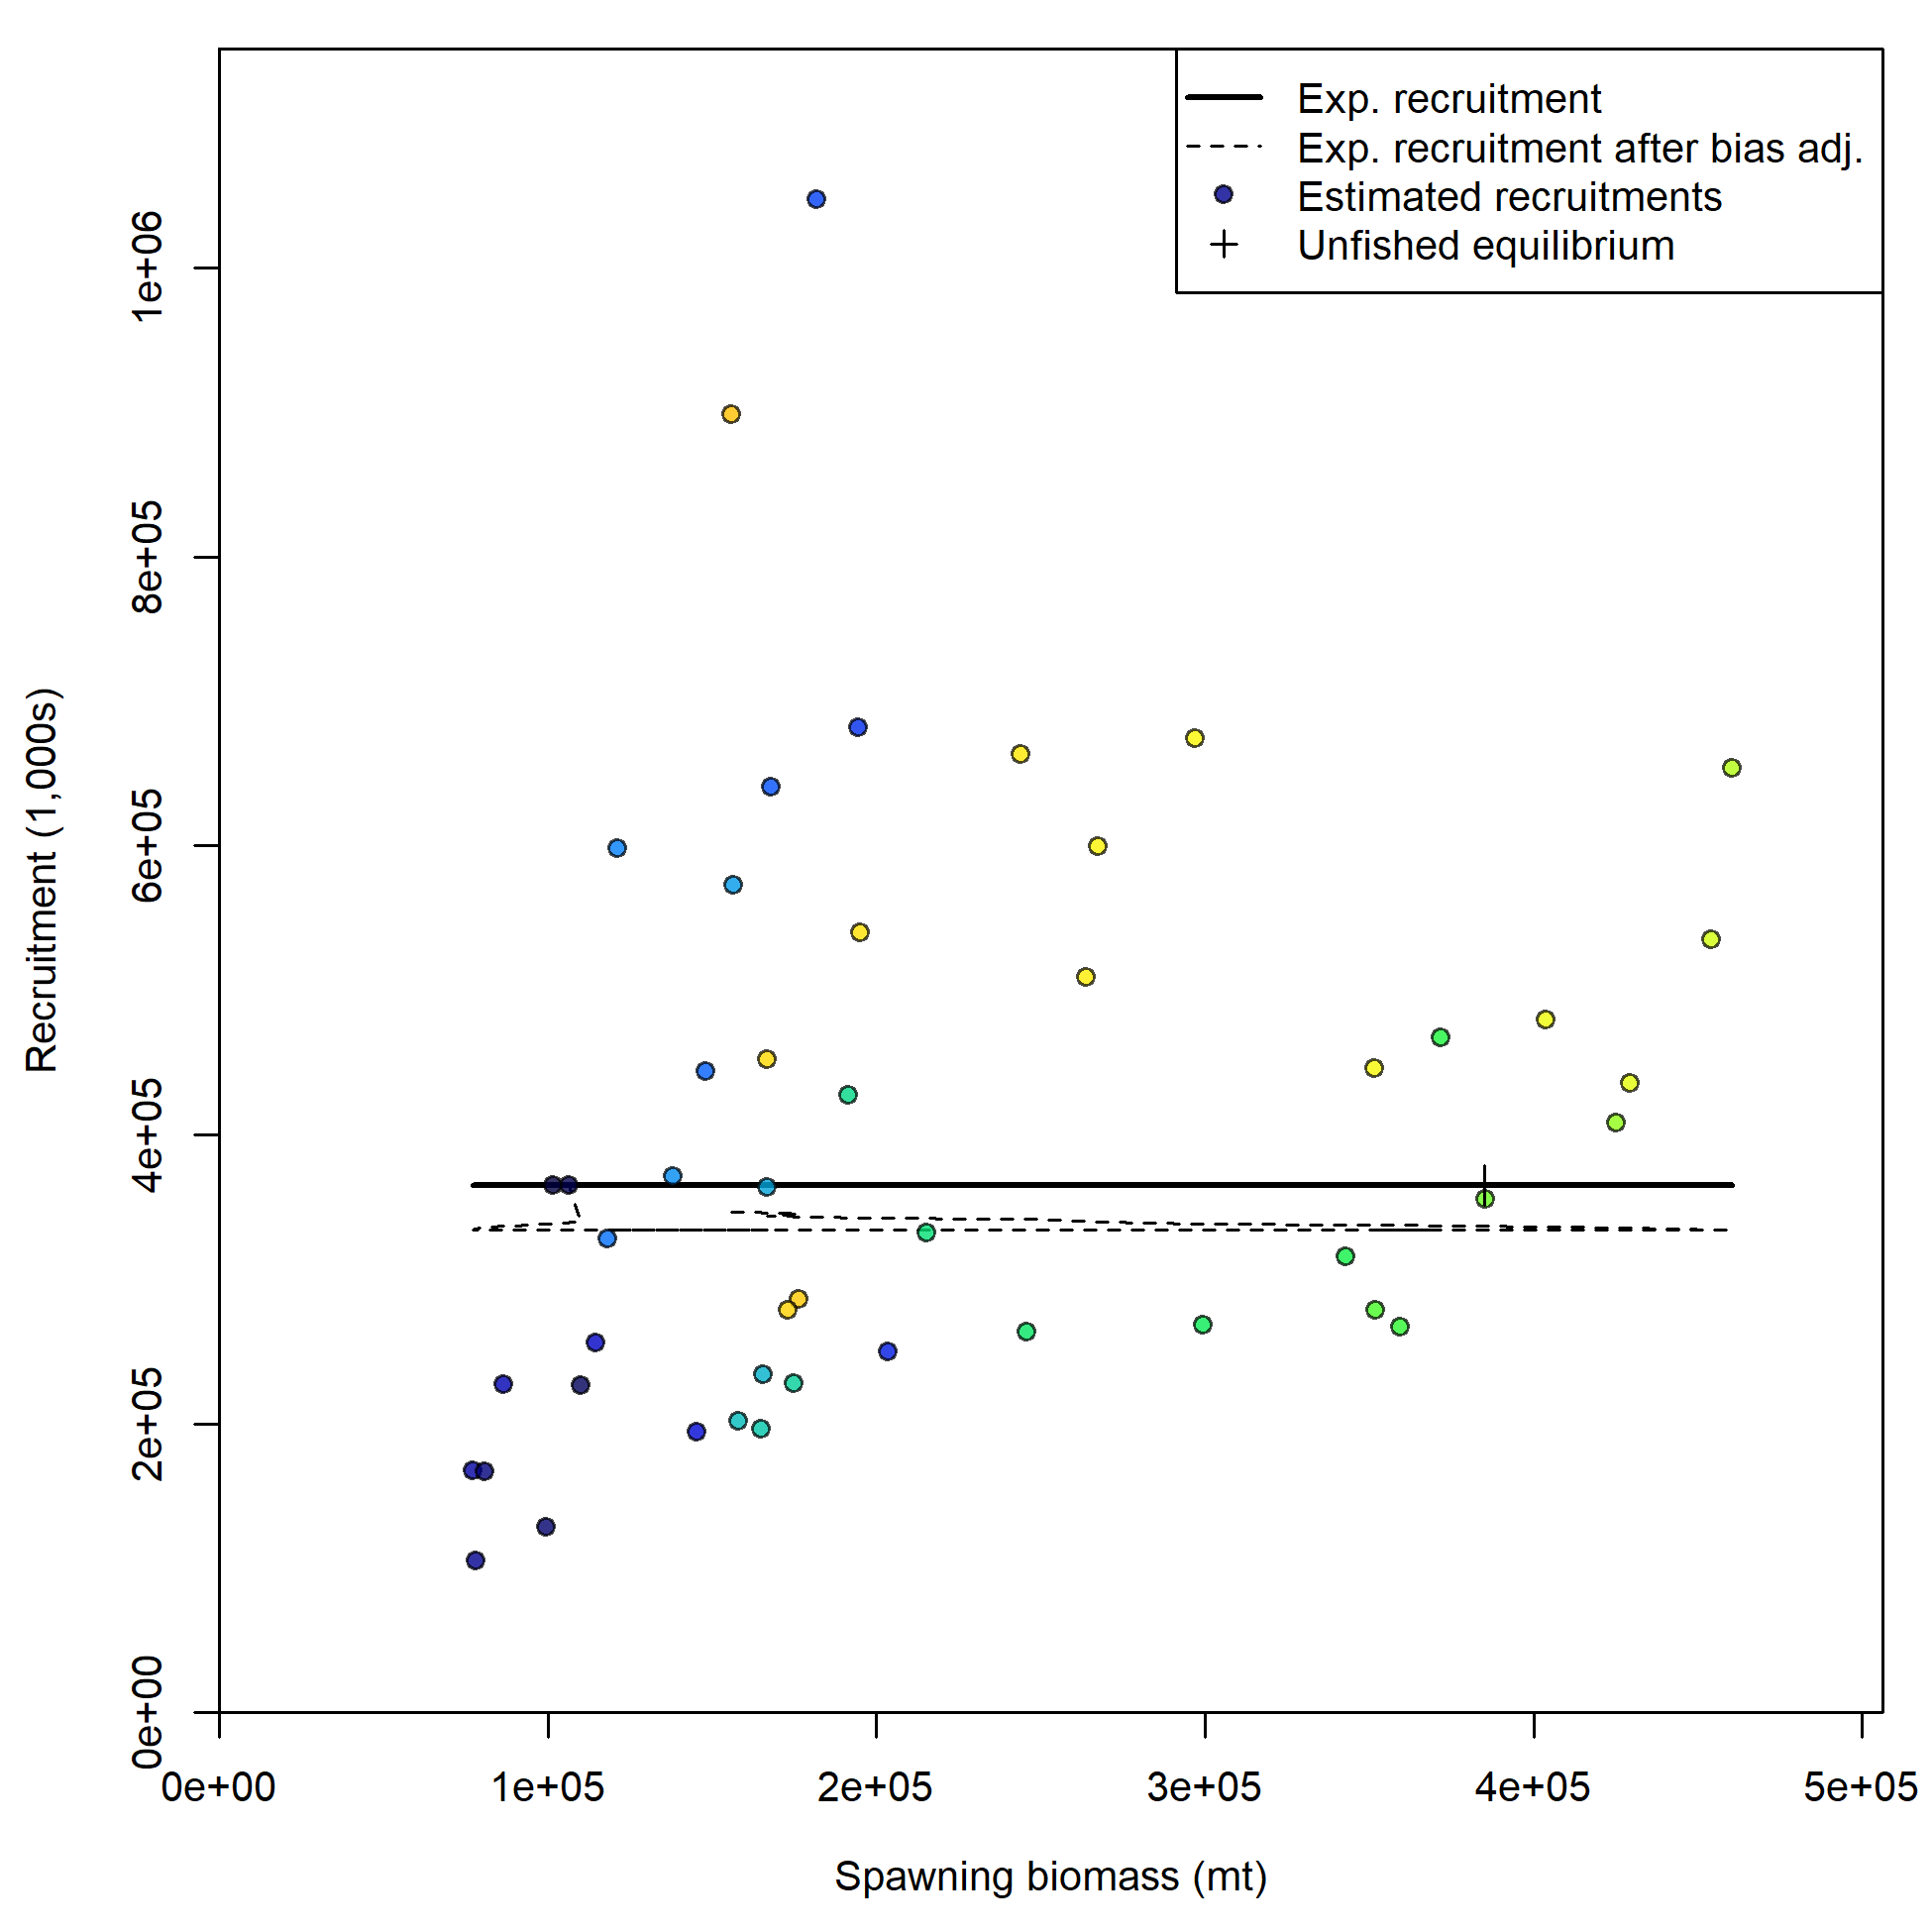 Exp. recruitment
Exp. recruitment after bias adj.
Estimated recruitments
Unfished equilibrium
1e+06
8e+05
6e+05
4e+05
2e+05
0e+00
Recruitment (1,000s)
0e+00 1e+05 2e+05 3e+05 4e+05 5e+05
Spawning biomass (mt)